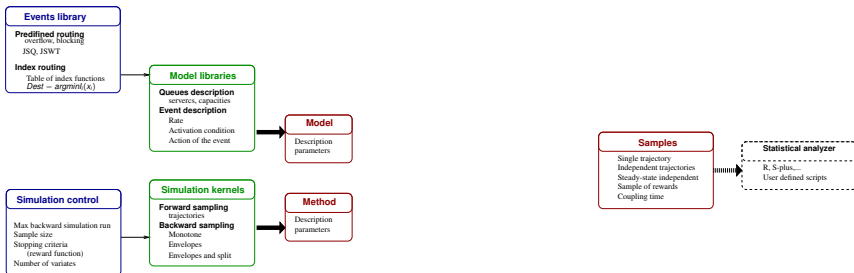 Events library
Predifined routing
overflow, blocking
JSQ, JSWT
Index routing
Table of index functions
Dest = argminIᵢ(xᵢ)
Model libraries
Queues description
servercs, capacities
Event description
Rate
Activation condition
Action of the event
Model
Description
parameters
Samples
Single trajectory
Independent trajectories
Steady-state independent
Sample of rewards
Coupling time
Statistical analyzer
R, S-plus,...
User defined scripts
Simulation control
Max backward simulation run
Sample size
Stopping criteria
(reward function)
Number of variates
Simulation kernels
Forward sampling
trajectories
Backward sampling
Monotone
Envelopes
Envelopes and split
Method
Description
parameters